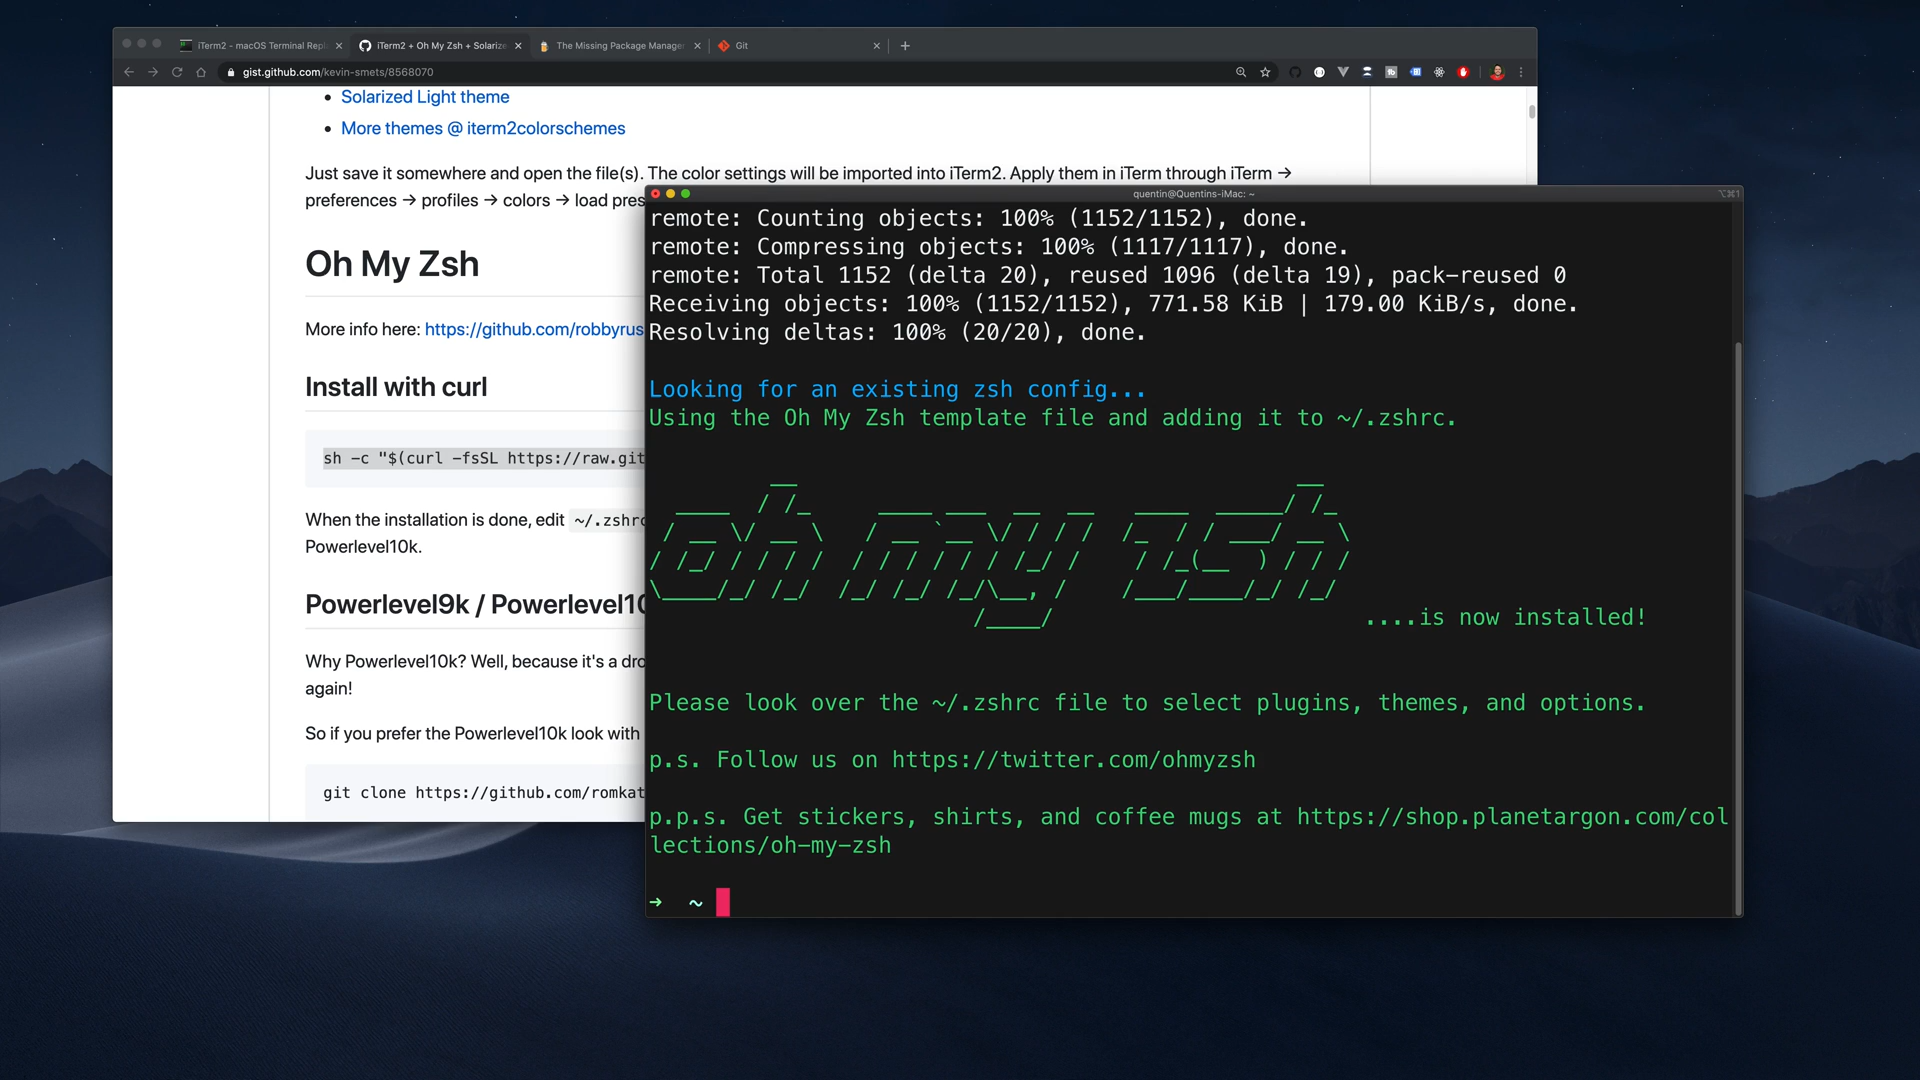 iTerm2 - macOS Terminal Repl
iTerm2 + Oh My Zsh + Solarize
The Missing Package Manager
Git
gist.github.com/kevin-smets/8568070
Solarized Light theme
More themes @ iterm2colorschemes
Just save it somewhere and open the file(s). The color settings will be imported into iTerm2. Apply them in iTerm through iTerm →
preferences → profiles → colors → load pres
Oh My Zsh
More info here: https://github.com/robbyrus
Install with curl
sh -c "$(curl -fsSL https://raw.git
When the installation is done, edit ~/.zshrc
Powerlevel10k.
Powerlevel9k / Powerlevel10
Why Powerlevel10k? Well, because it's a dro
again!
So if you prefer the Powerlevel10k look with
git clone https://github.com/romkat
quentin@Quentins-iMac: ~
⌥⌘1
remote: Counting objects: 100% (1152/1152), done.
remote: Compressing objects: 100% (1117/1117), done.
remote: Total 1152 (delta 20), reused 1096 (delta 19), pack-reused 0
Receiving objects: 100% (1152/1152), 771.58 KiB | 179.00 KiB/s, done.
Resolving deltas: 100% (20/20), done.
Looking for an existing zsh config...
Using the Oh My Zsh template file and adding it to ~/.zshrc.
oh my zsh
....is now installed!
Please look over the ~/.zshrc file to select plugins, themes, and options.
p.s. Follow us on https://twitter.com/ohmyzsh
p.p.s. Get stickers, shirts, and coffee mugs at https://shop.planetargon.com/col
lections/oh-my-zsh
→ ~